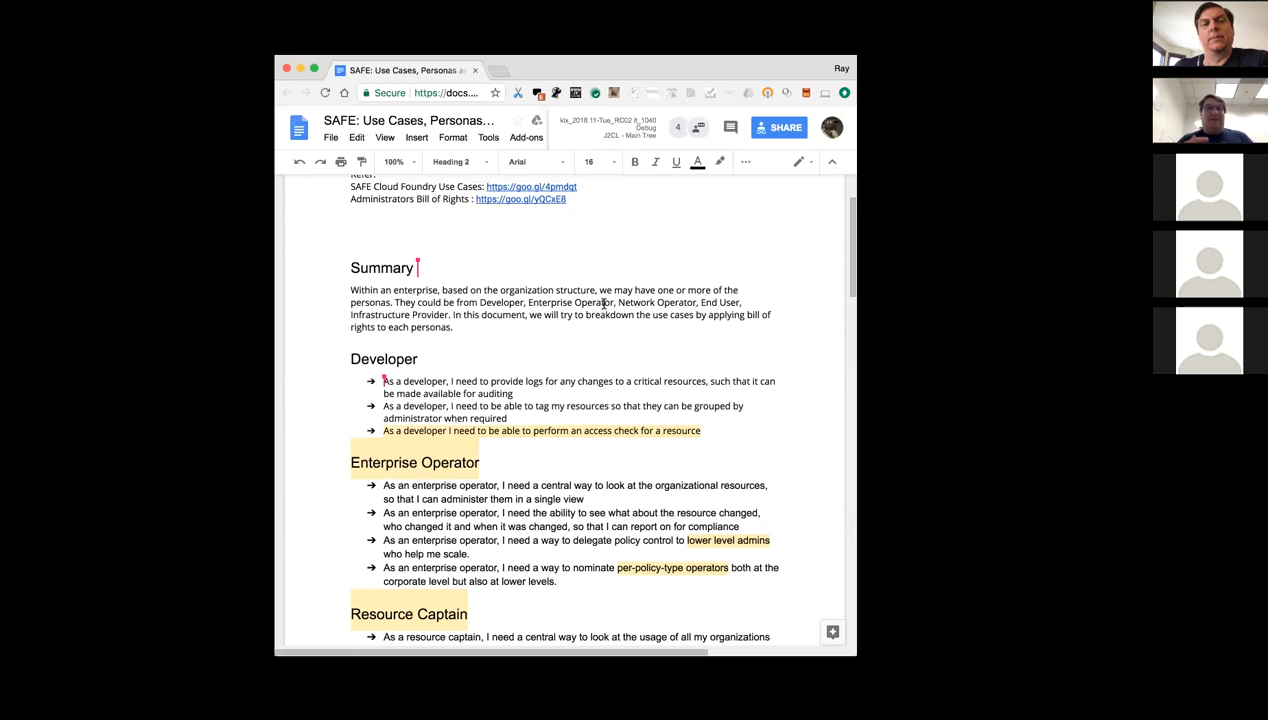 SAFE: Use Cases, Personas a
Ray
Secure
https://docs....
SAFE: Use Cases, Personas...
File Edit View Insert Format Tools Add-ons
kix_2018.11-Tue_RC02 it_1040
Debug
J2CL - Main Tree
4
SHARE
100% Heading 2 Arial 16 B I U A
Refer:
SAFE Cloud Foundry Use Cases: https://goo.gl/4pmdqt
Administrators Bill of Rights : https://goo.gl/yQCxE8
Summary
Within an enterprise, based on the organization structure, we may have one or more of the
personas. They could be from Developer, Enterprise Operator, Network Operator, End User,
Infrastructure Provider. In this document, we will try to breakdown the use cases by applying bill of
rights to each personas.
Developer
➔ As a developer, I need to provide logs for any changes to a critical resources, such that it can
be made available for auditing
➔ As a developer, I need to be able to tag my resources so that they can be grouped by
administrator when required
➔ As a developer I need to be able to perform an access check for a resource
Enterprise Operator
➔ As an enterprise operator, I need a central way to look at the organizational resources,
so that I can administer them in a single view
➔ As an enterprise operator, I need the ability to see what about the resource changed,
who changed it and when it was changed, so that I can report on for compliance
➔ As an enterprise operator, I need a way to delegate policy control to lower level admins
who help me scale.
➔ As an enterprise operator, I need a way to nominate per-policy-type operators both at the
corporate level but also at lower levels.
Resource Captain
➔ As a resource captain, I need a central way to look at the usage of all my organizations